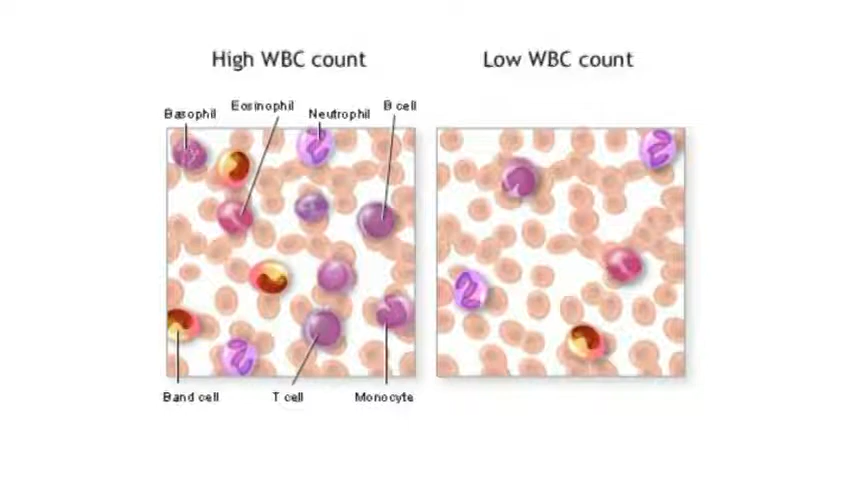 High WBC count
Low WBC count
Basophil
Eosinophil
Neutrophil
B cell
Band cell
T cell
Monocyte